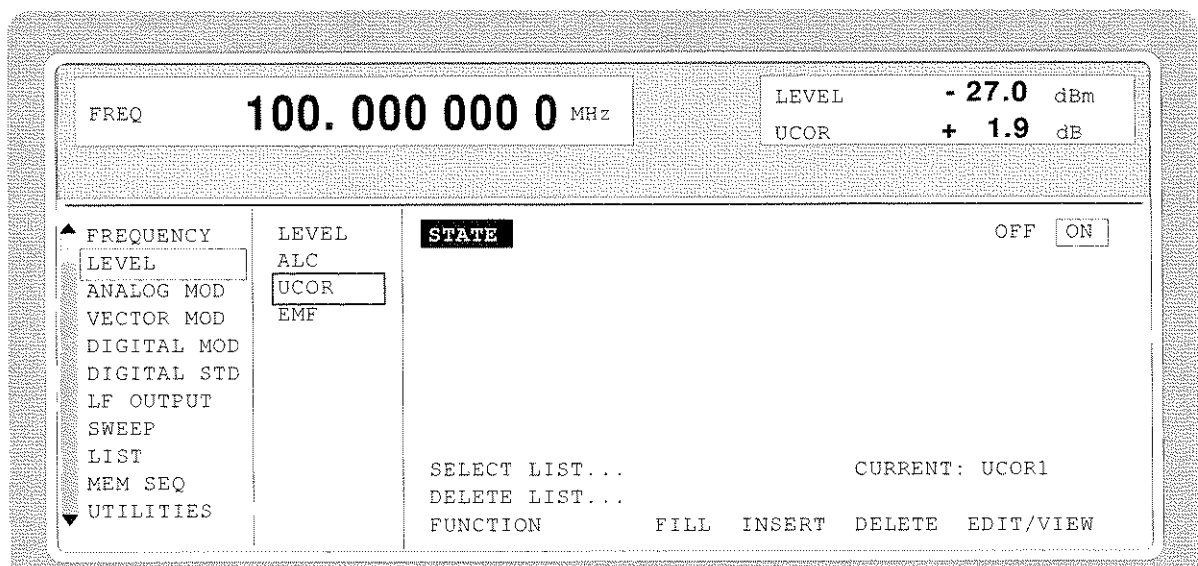 FREQ 100. 000 000 0 MHz
LEVEL - 27.0 dBm
UCOR + 1.9 dB
FREQUENCY
LEVEL
ANALOG MOD
VECTOR MOD
DIGITAL MOD
DIGITAL STD
LF OUTPUT
SWEEP
LIST
MEM SEQ
UTILITIES
LEVEL
ALC
UCOR
EMF
STATE OFF ON
SELECT LIST... CURRENT: UCOR1
DELETE LIST...
FUNCTION FILL INSERT DELETE EDIT/VIEW